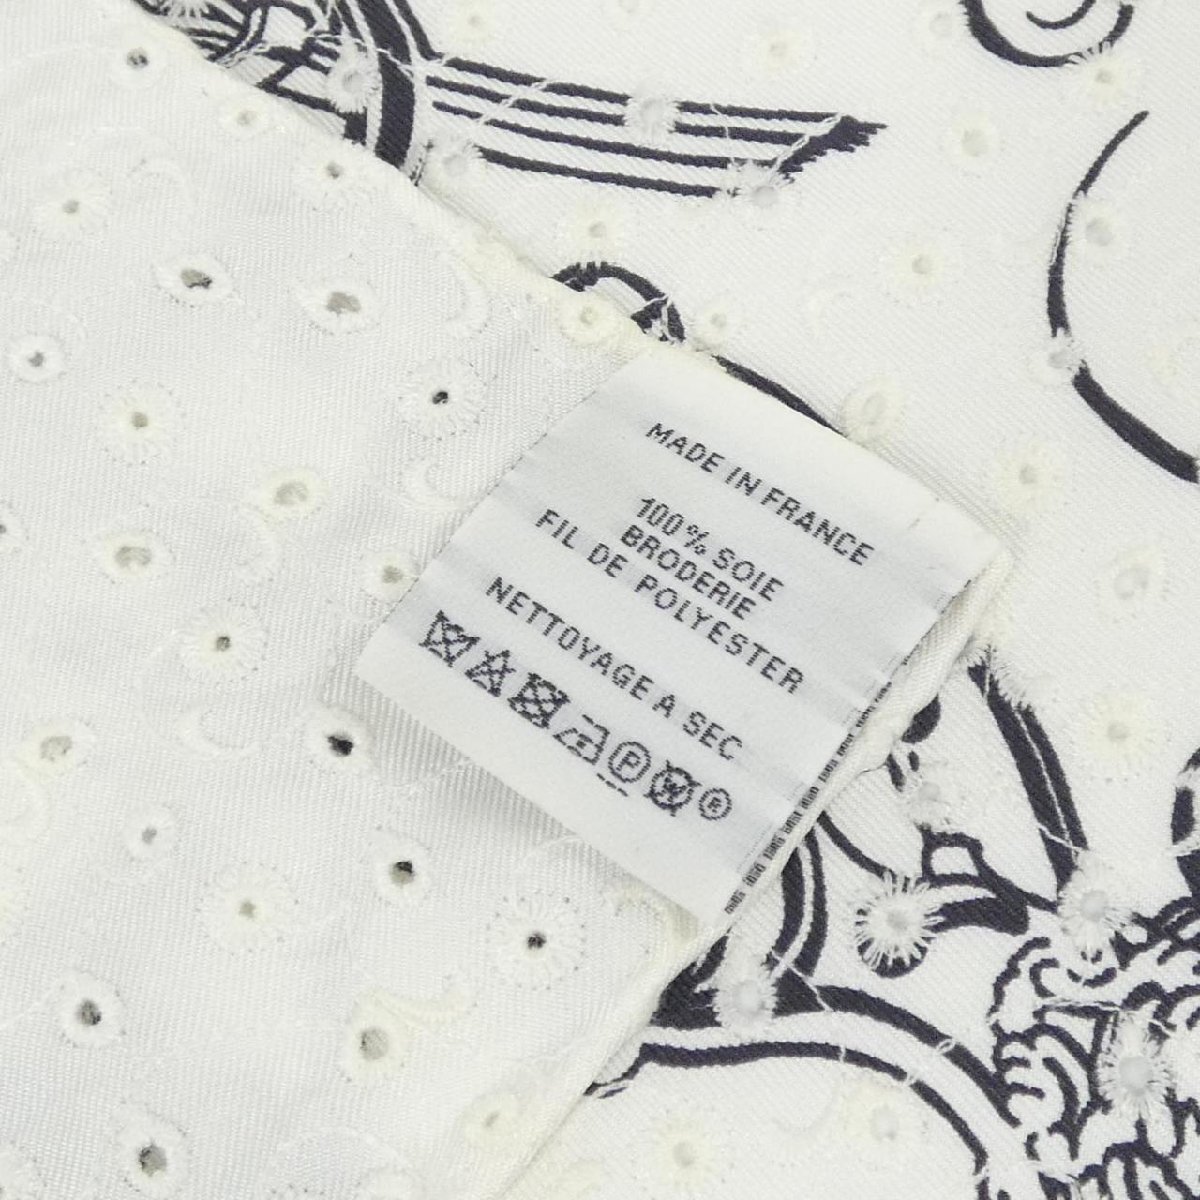 MADE IN FRANCE
100% SOIE
BRODERIE
FIL DE POLYESTER
NETTOYAGE A SEC
P W ®